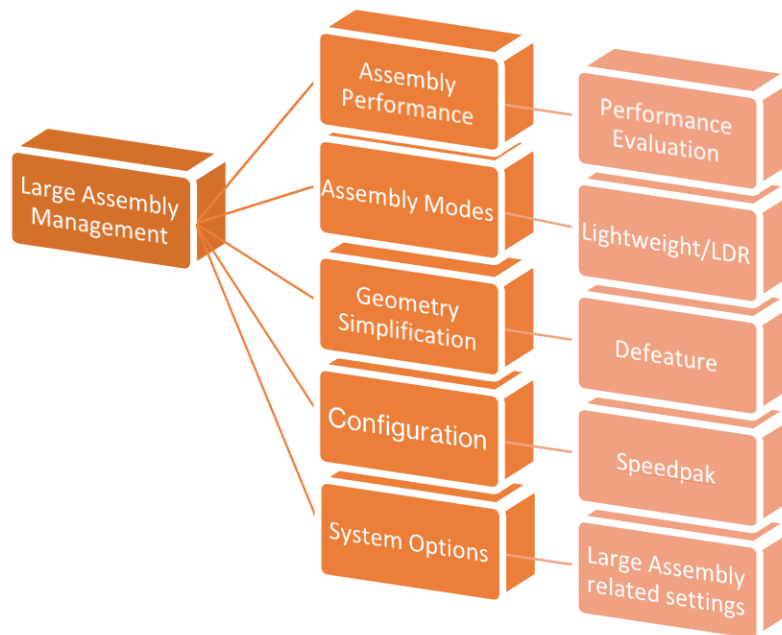 Large Assembly
Management
Assembly
Performance
Performance
Evaluation
Assembly Modes
Lightweight/LDR
Geometry
Simplification
Defeature
Configuration
Speedpak
System Options
Large Assembly
related settings